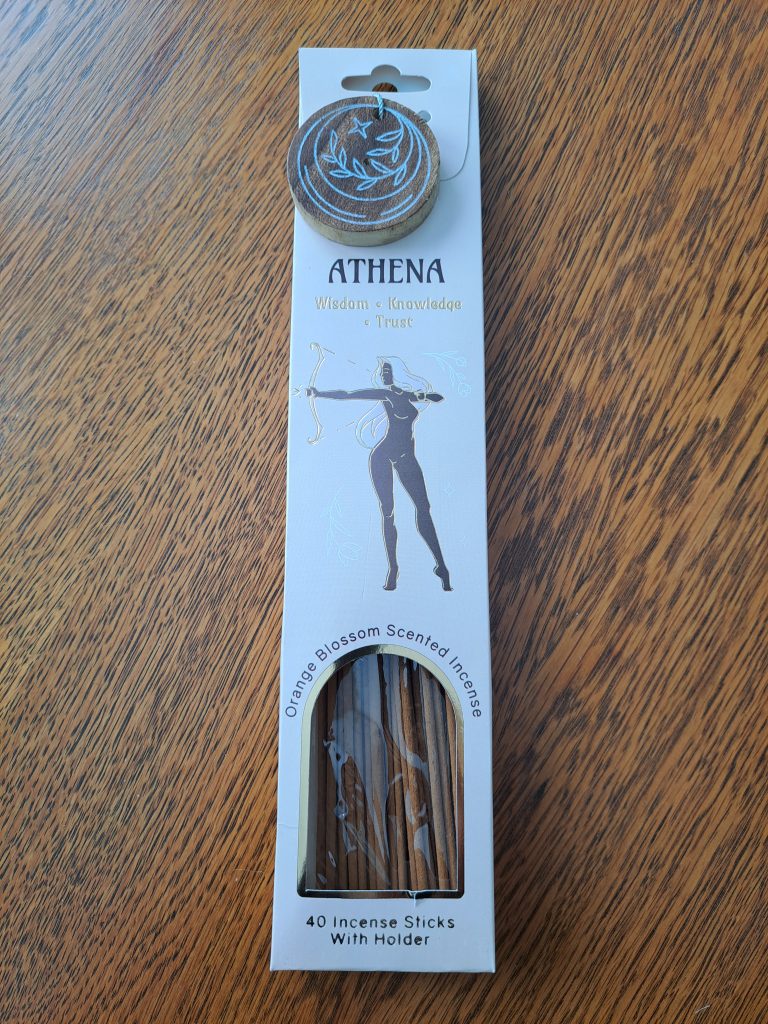 ATHENA
Wisdom • Knowledge
• Trust
Orange Blossom Scented Incense
40 Incense Sticks
With Holder